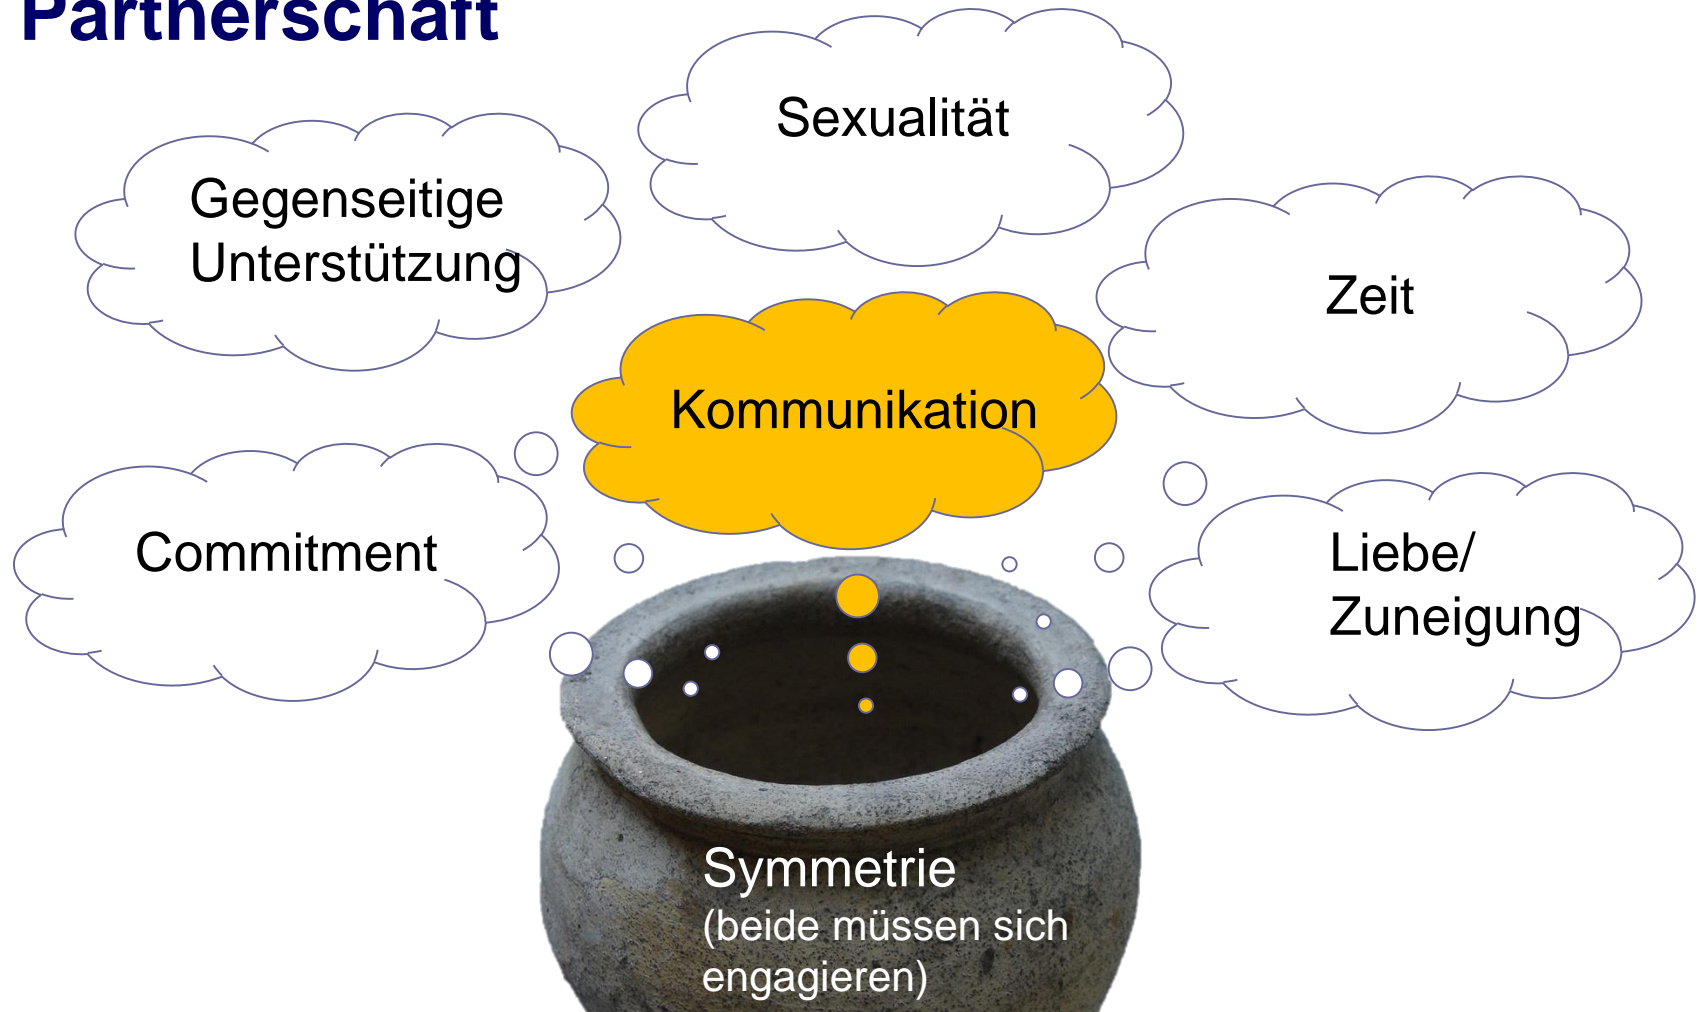 Partnerschaft
Sexualität
Gegenseitige
Unterstützung
Zeit
Kommunikation
Commitment
Liebe/
Zuneigung
Symmetrie
(beide müssen sich
engagieren)